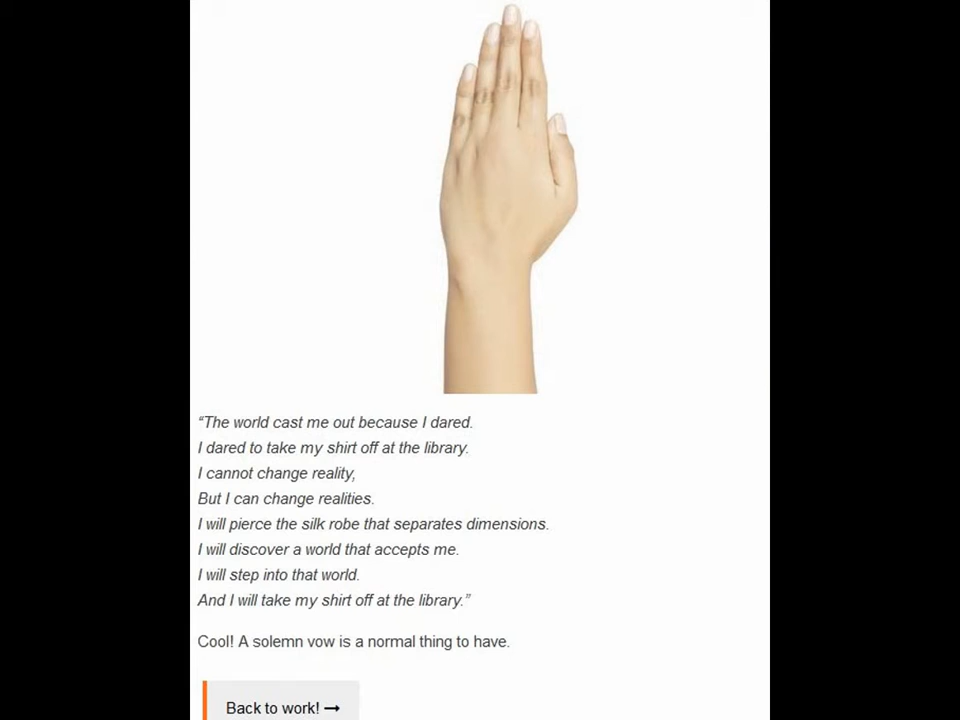 “The world cast me out because I dared.
I dared to take my shirt off at the library.
I cannot change reality,
But I can change realities.
I will pierce the silk robe that separates dimensions.
I will discover a world that accepts me.
I will step into that world.
And I will take my shirt off at the library.”
Cool! A solemn vow is a normal thing to have.
Back to work! →